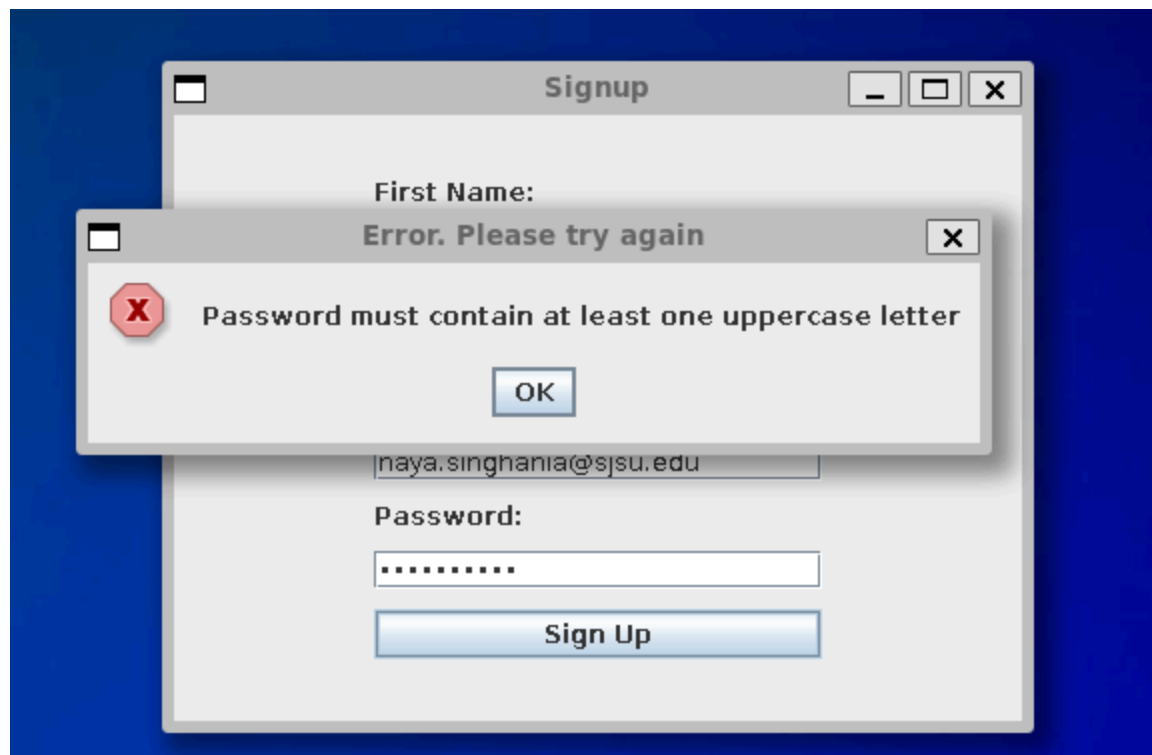 Signup
First Name:
Error. Please try again
Password must contain at least one uppercase letter
OK
naya.singhania@sjsu.edu
Password:
Sign Up